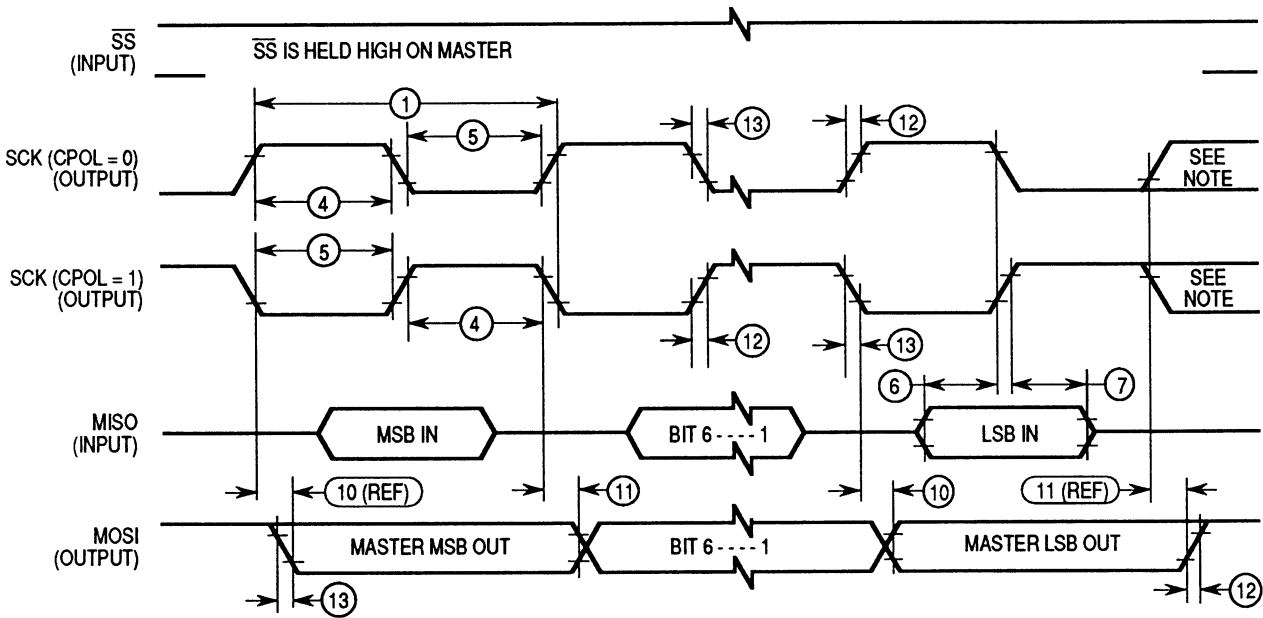 SS
(INPUT)
SS IS HELD HIGH ON MASTER
1
5
13
12
SCK (CPOL = 0)
(OUTPUT)
SEE
NOTE
4
5
SCK (CPOL = 1)
(OUTPUT)
SEE
NOTE
4
12
13
6
7
MISO
(INPUT)
MSB IN
BIT 6 - - - - - 1
LSB IN
10 (REF)
11
10
11 (REF)
MOSI
(OUTPUT)
MASTER MSB OUT
BIT 6 - - - - - 1
MASTER LSB OUT
13
12